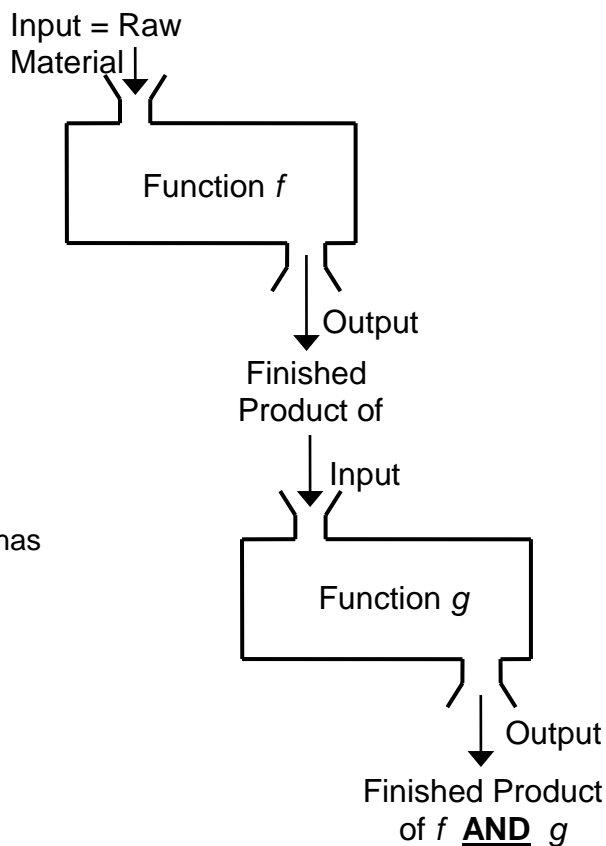 Input = Raw
Material
Function f
Output
Finished
Product of
Input
has
Function g
Output
Finished Product
of f AND g